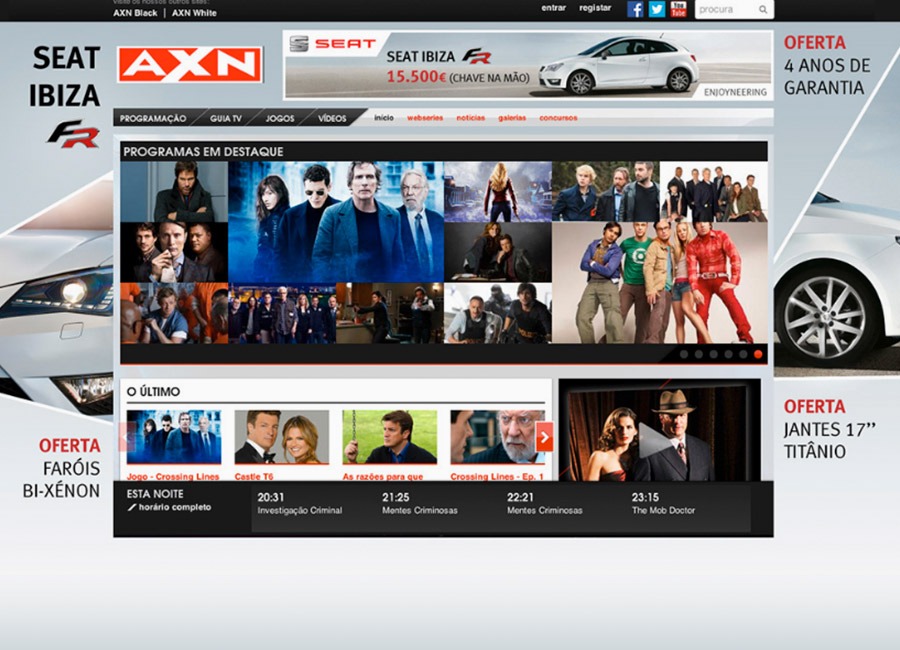 Visite os nossos outros sites:
AXN Black | AXN White
entrar registar
f
You Tube
procura
SEAT
IBIZA
FR
AXN
SEAT
SEAT IBIZA FR
15.500€ (CHAVE NA MÃO)
ENJOYNEERING
OFERTA
4 ANOS DE
GARANTIA
PROGRAMAÇÃO GUIA TV JOGOS VÍDEOS início webseries notícias galerias concursos
PROGRAMAS EM DESTAQUE
O ÚLTIMO
Jogo - Crossing Lines
Castle T6
As razões para que
Crossing Lines - Ep. 1
OFERTA
FARÓIS
BI-XÉNON
OFERTA
JANTES 17’’
TITÂNIO
ESTA NOITE
horário completo
20:31
Investigação Criminal
21:25
Mentes Criminosas
22:21
Mentes Criminosas
23:15
The Mob Doctor